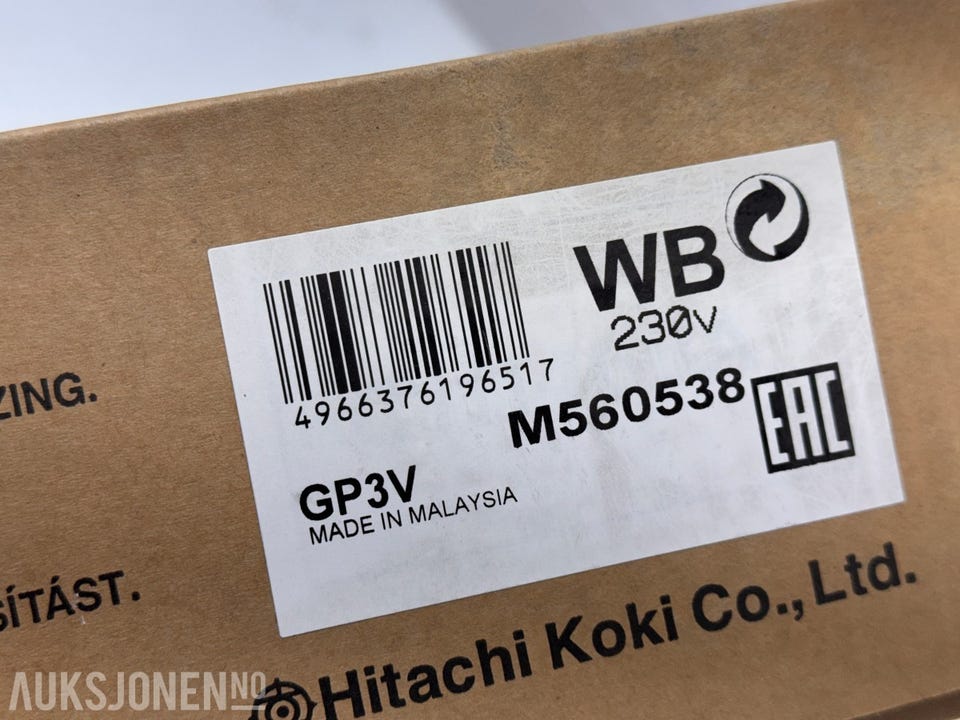 WB
230V
4966376196517
M560538
EAC
GP3V
MADE IN MALAYSIA
ZING.
SÍTÁST.
Hitachi Koki Co., Ltd.
AUKSJONEN NO